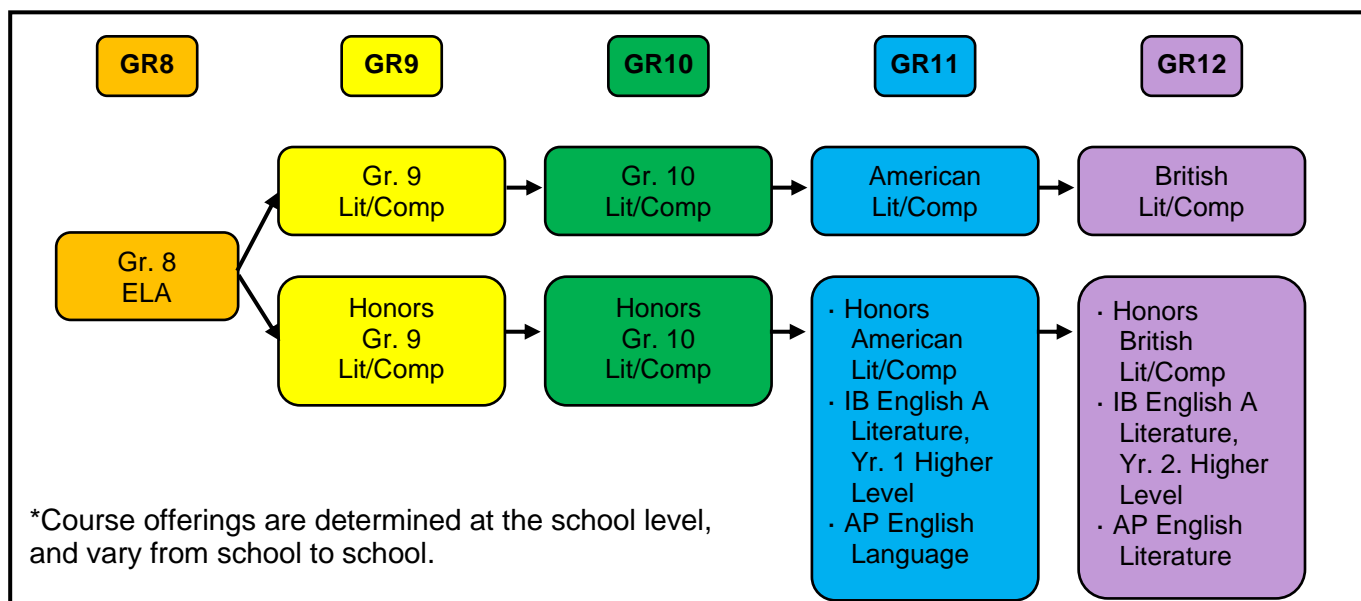 GR8
GR9
GR10
GR11
GR12
Gr. 9
Lit/Comp
Gr. 10
Lit/Comp
American
Lit/Comp
British
Lit/Comp
Gr. 8
ELA
Honors
Gr. 9
Lit/Comp
Honors
Gr. 10
Lit/Comp
· Honors
American
Lit/Comp
· IB English A
Literature,
Yr. 1 Higher
Level
· AP English
Language
· Honors
British
Lit/Comp
· IB English A
Literature,
Yr. 2. Higher
Level
· AP English
Literature
*Course offerings are determined at the school level,
and vary from school to school.